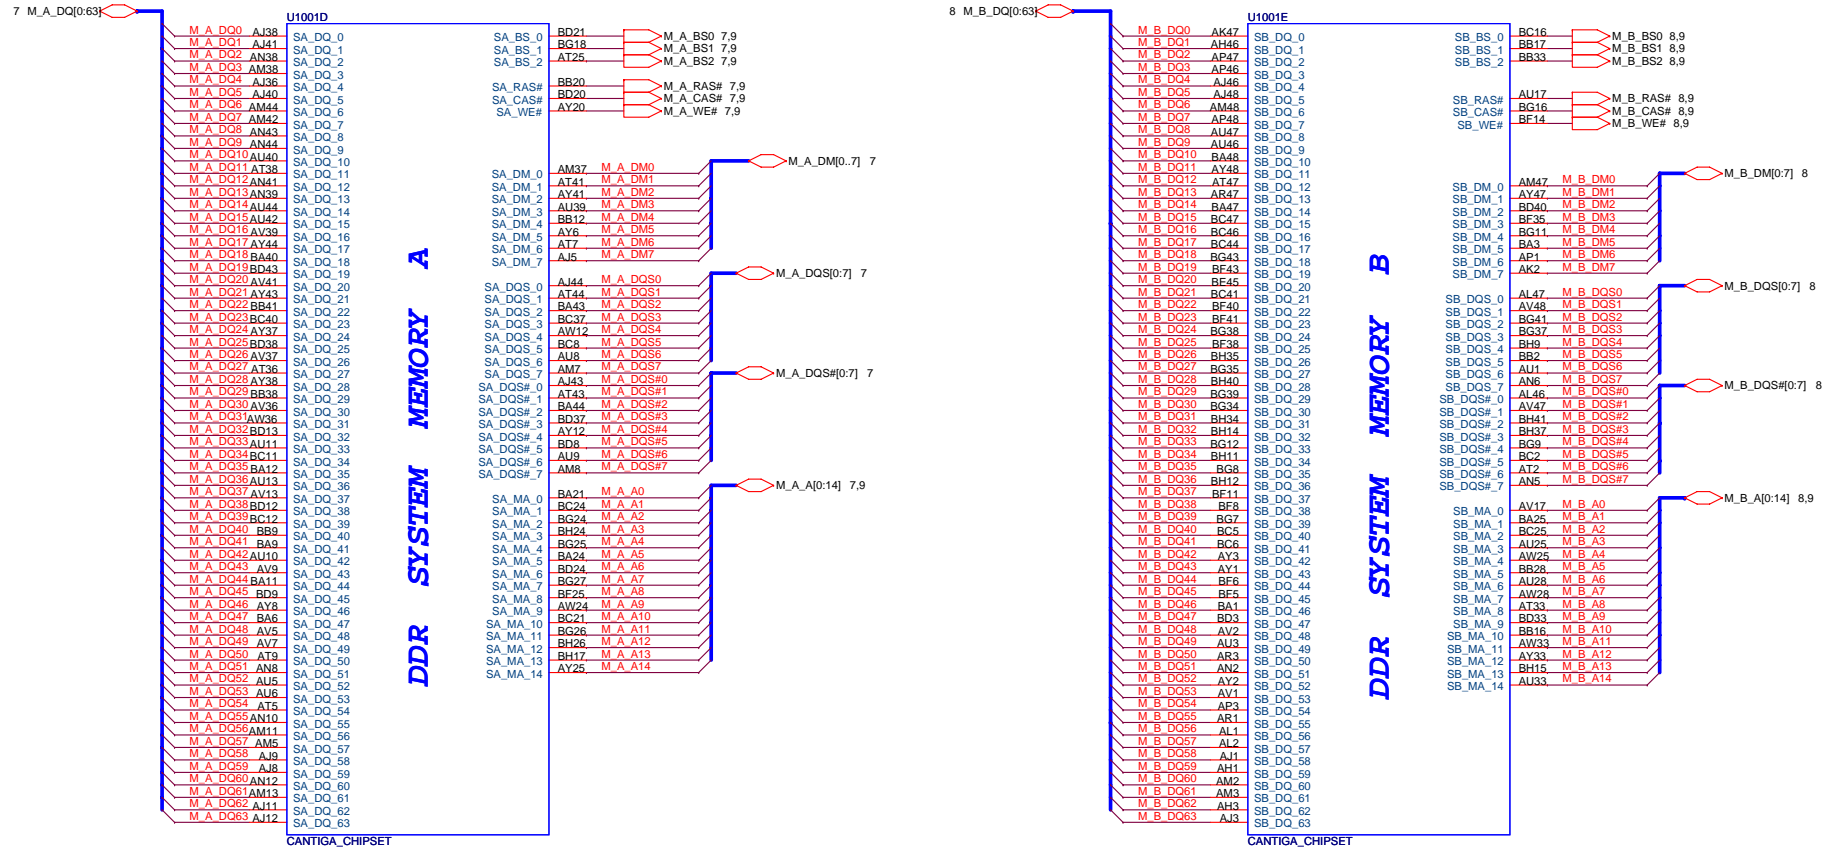 7 M_A_DQ[0:63]
U1001D
M_A_DQ0 AJ38 SA_DQ_0
M_A_DQ1 AJ41 SA_DQ_1
M_A_DQ2 AN38 SA_DQ_2
M_A_DQ3 AM38 SA_DQ_3
M_A_DQ4 AJ36 SA_DQ_4
M_A_DQ5 AJ40 SA_DQ_5
M_A_DQ6 AM44 SA_DQ_6
M_A_DQ7 AM42 SA_DQ_7
M_A_DQ8 AN43 SA_DQ_8
M_A_DQ9 AN44 SA_DQ_9
M_A_DQ10 AU40 SA_DQ_10
M_A_DQ11 AT38 SA_DQ_11
M_A_DQ12 AN41 SA_DQ_12
M_A_DQ13 AN39 SA_DQ_13
M_A_DQ14 AU44 SA_DQ_14
M_A_DQ15 AU42 SA_DQ_15
M_A_DQ16 AV39 SA_DQ_16
M_A_DQ17 AY44 SA_DQ_17
M_A_DQ18 BA40 SA_DQ_18
M_A_DQ19 BD43 SA_DQ_19
M_A_DQ20 AV41 SA_DQ_20
M_A_DQ21 AY43 SA_DQ_21
M_A_DQ22 BB41 SA_DQ_22
M_A_DQ23 BC40 SA_DQ_23
M_A_DQ24 AY37 SA_DQ_24
M_A_DQ25 BD38 SA_DQ_25
M_A_DQ26 AV37 SA_DQ_26
M_A_DQ27 AT36 SA_DQ_27
M_A_DQ28 AY38 SA_DQ_28
M_A_DQ29 BB38 SA_DQ_29
M_A_DQ30 AV36 SA_DQ_30
M_A_DQ31 AW36 SA_DQ_31
M_A_DQ32 BD13 SA_DQ_32
M_A_DQ33 AU11 SA_DQ_33
M_A_DQ34 BC11 SA_DQ_34
M_A_DQ35 BA12 SA_DQ_35
M_A_DQ36 AU13 SA_DQ_36
M_A_DQ37 AV13 SA_DQ_37
M_A_DQ38 BD12 SA_DQ_38
M_A_DQ39 BC12 SA_DQ_39
M_A_DQ40 BB9 SA_DQ_40
M_A_DQ41 BA9 SA_DQ_41
M_A_DQ42 AU10 SA_DQ_42
M_A_DQ43 AV9 SA_DQ_43
M_A_DQ44 BA11 SA_DQ_44
M_A_DQ45 BD9 SA_DQ_45
M_A_DQ46 AY8 SA_DQ_46
M_A_DQ47 BA6 SA_DQ_47
M_A_DQ48 AV5 SA_DQ_48
M_A_DQ49 AV7 SA_DQ_49
M_A_DQ50 AT9 SA_DQ_50
M_A_DQ51 AN8 SA_DQ_51
M_A_DQ52 AU5 SA_DQ_52
M_A_DQ53 AU6 SA_DQ_53
M_A_DQ54 AT5 SA_DQ_54
M_A_DQ55 AN10 SA_DQ_55
M_A_DQ56 AM11 SA_DQ_56
M_A_DQ57 AM5 SA_DQ_57
M_A_DQ58 AJ9 SA_DQ_58
M_A_DQ59 AJ8 SA_DQ_59
M_A_DQ60 AN12 SA_DQ_60
M_A_DQ61 AM13 SA_DQ_61
M_A_DQ62 AJ11 SA_DQ_62
M_A_DQ63 AJ12 SA_DQ_63
DDR SYSTEM MEMORY A
SA_BS_0 BD21 M_A_BS0 7,9
SA_BS_1 BG18 M_A_BS1 7,9
SA_BS_2 AT25 M_A_BS2 7,9
SA_RAS# BB20 M_A_RAS# 7,9
SA_CAS# BD20 M_A_CAS# 7,9
SA_WE# AY20 M_A_WE# 7,9
M_A_DM[0..7] 7
SA_DM_0 AM37 M_A_DM0
SA_DM_1 AT41 M_A_DM1
SA_DM_2 AY41 M_A_DM2
SA_DM_3 AU39 M_A_DM3
SA_DM_4 BB12 M_A_DM4
SA_DM_5 AY6 M_A_DM5
SA_DM_6 AT7 M_A_DM6
SA_DM_7 AJ5 M_A_DM7
M_A_DQS[0:7] 7
SA_DQS_0 AJ44 M_A_DQS0
SA_DQS_1 AT44 M_A_DQS1
SA_DQS_2 BA43 M_A_DQS2
SA_DQS_3 BC37 M_A_DQS3
SA_DQS_4 AW12 M_A_DQS4
SA_DQS_5 BC8 M_A_DQS5
SA_DQS_6 AU8 M_A_DQS6
SA_DQS_7 AM7 M_A_DQS7
M_A_DQS#[0:7] 7
SA_DQS#_0 AJ43 M_A_DQS#0
SA_DQS#_1 AT43 M_A_DQS#1
SA_DQS#_2 BA44 M_A_DQS#2
SA_DQS#_3 BD37 M_A_DQS#3
SA_DQS#_4 AY12 M_A_DQS#4
SA_DQS#_5 BD8 M_A_DQS#5
SA_DQS#_6 AU9 M_A_DQS#6
SA_DQS#_7 AM8 M_A_DQS#7
M_A_A[0:14] 7,9
SA_MA_0 BA21 M_A_A0
SA_MA_1 BC24 M_A_A1
SA_MA_2 BG24 M_A_A2
SA_MA_3 BH24 M_A_A3
SA_MA_4 BG25 M_A_A4
SA_MA_5 BA24 M_A_A5
SA_MA_6 BD24 M_A_A6
SA_MA_7 BG27 M_A_A7
SA_MA_8 BF25 M_A_A8
SA_MA_9 AW24 M_A_A9
SA_MA_10 BC21 M_A_A10
SA_MA_11 BG26 M_A_A11
SA_MA_12 BH26 M_A_A12
SA_MA_13 BH17 M_A_A13
SA_MA_14 AY25 M_A_A14
CANTIGA_CHIPSET
8 M_B_DQ[0:63]
U1001E
M_B_DQ0 AK47 SB_DQ_0
M_B_DQ1 AH46 SB_DQ_1
M_B_DQ2 AP47 SB_DQ_2
M_B_DQ3 AP46 SB_DQ_3
M_B_DQ4 AJ46 SB_DQ_4
M_B_DQ5 AJ48 SB_DQ_5
M_B_DQ6 AM48 SB_DQ_6
M_B_DQ7 AP48 SB_DQ_7
M_B_DQ8 AU47 SB_DQ_8
M_B_DQ9 AU46 SB_DQ_9
M_B_DQ10 BA48 SB_DQ_10
M_B_DQ11 AY48 SB_DQ_11
M_B_DQ12 AT47 SB_DQ_12
M_B_DQ13 AR47 SB_DQ_13
M_B_DQ14 BA47 SB_DQ_14
M_B_DQ15 BC47 SB_DQ_15
M_B_DQ16 BC46 SB_DQ_16
M_B_DQ17 BC44 SB_DQ_17
M_B_DQ18 BG43 SB_DQ_18
M_B_DQ19 BF43 SB_DQ_19
M_B_DQ20 BF45 SB_DQ_20
M_B_DQ21 BC41 SB_DQ_21
M_B_DQ22 BF40 SB_DQ_22
M_B_DQ23 BF41 SB_DQ_23
M_B_DQ24 BG38 SB_DQ_24
M_B_DQ25 BF38 SB_DQ_25
M_B_DQ26 BH35 SB_DQ_26
M_B_DQ27 BG35 SB_DQ_27
M_B_DQ28 BH40 SB_DQ_28
M_B_DQ29 BG39 SB_DQ_29
M_B_DQ30 BG34 SB_DQ_30
M_B_DQ31 BH34 SB_DQ_31
M_B_DQ32 BH14 SB_DQ_32
M_B_DQ33 BG12 SB_DQ_33
M_B_DQ34 BH11 SB_DQ_34
M_B_DQ35 BG8 SB_DQ_35
M_B_DQ36 BH12 SB_DQ_36
M_B_DQ37 BF11 SB_DQ_37
M_B_DQ38 BF8 SB_DQ_38
M_B_DQ39 BG7 SB_DQ_39
M_B_DQ40 BC5 SB_DQ_40
M_B_DQ41 BC6 SB_DQ_41
M_B_DQ42 AY3 SB_DQ_42
M_B_DQ43 AY1 SB_DQ_43
M_B_DQ44 BF6 SB_DQ_44
M_B_DQ45 BF5 SB_DQ_45
M_B_DQ46 BA1 SB_DQ_46
M_B_DQ47 BD3 SB_DQ_47
M_B_DQ48 AV2 SB_DQ_48
M_B_DQ49 AU3 SB_DQ_49
M_B_DQ50 AR3 SB_DQ_50
M_B_DQ51 AN2 SB_DQ_51
M_B_DQ52 AY2 SB_DQ_52
M_B_DQ53 AV1 SB_DQ_53
M_B_DQ54 AP3 SB_DQ_54
M_B_DQ55 AR1 SB_DQ_55
M_B_DQ56 AL1 SB_DQ_56
M_B_DQ57 AL2 SB_DQ_57
M_B_DQ58 AJ1 SB_DQ_58
M_B_DQ59 AH1 SB_DQ_59
M_B_DQ60 AM2 SB_DQ_60
M_B_DQ61 AM3 SB_DQ_61
M_B_DQ62 AH3 SB_DQ_62
M_B_DQ63 AJ3 SB_DQ_63
DDR SYSTEM MEMORY B
SB_BS_0 BC16 M_B_BS0 8,9
SB_BS_1 BB17 M_B_BS1 8,9
SB_BS_2 BB33 M_B_BS2 8,9
SB_RAS# AU17 M_B_RAS# 8,9
SB_CAS# BG16 M_B_CAS# 8,9
SB_WE# BF14 M_B_WE# 8,9
M_B_DM[0:7] 8
SB_DM_0 AM47 M_B_DM0
SB_DM_1 AY47 M_B_DM1
SB_DM_2 BD40 M_B_DM2
SB_DM_3 BF35 M_B_DM3
SB_DM_4 BG11 M_B_DM4
SB_DM_5 BA3 M_B_DM5
SB_DM_6 AP1 M_B_DM6
SB_DM_7 AK2 M_B_DM7
M_B_DQS[0:7] 8
SB_DQS_0 AL47 M_B_DQS0
SB_DQS_1 AV48 M_B_DQS1
SB_DQS_2 BG41 M_B_DQS2
SB_DQS_3 BG37 M_B_DQS3
SB_DQS_4 BH9 M_B_DQS4
SB_DQS_5 BB2 M_B_DQS5
SB_DQS_6 AU1 M_B_DQS6
SB_DQS_7 AN6 M_B_DQS7
M_B_DQS#[0:7] 8
SB_DQS#_0 AL46 M_B_DQS#0
SB_DQS#_1 AV47 M_B_DQS#1
SB_DQS#_2 BH41 M_B_DQS#2
SB_DQS#_3 BH37 M_B_DQS#3
SB_DQS#_4 BG9 M_B_DQS#4
SB_DQS#_5 BC2 M_B_DQS#5
SB_DQS#_6 AT2 M_B_DQS#6
SB_DQS#_7 AN5 M_B_DQS#7
M_B_A[0:14] 8,9
SB_MA_0 AV17 M_B_A0
SB_MA_1 BA25 M_B_A1
SB_MA_2 BC25 M_B_A2
SB_MA_3 AU25 M_B_A3
SB_MA_4 AW25 M_B_A4
SB_MA_5 BB28 M_B_A5
SB_MA_6 AU28 M_B_A6
SB_MA_7 AW28 M_B_A7
SB_MA_8 AT33 M_B_A8
SB_MA_9 BD33 M_B_A9
SB_MA_10 BB16 M_B_A10
SB_MA_11 AW33 M_B_A11
SB_MA_12 AY33 M_B_A12
SB_MA_13 BH15 M_B_A13
SB_MA_14 AU33 M_B_A14
CANTIGA_CHIPSET